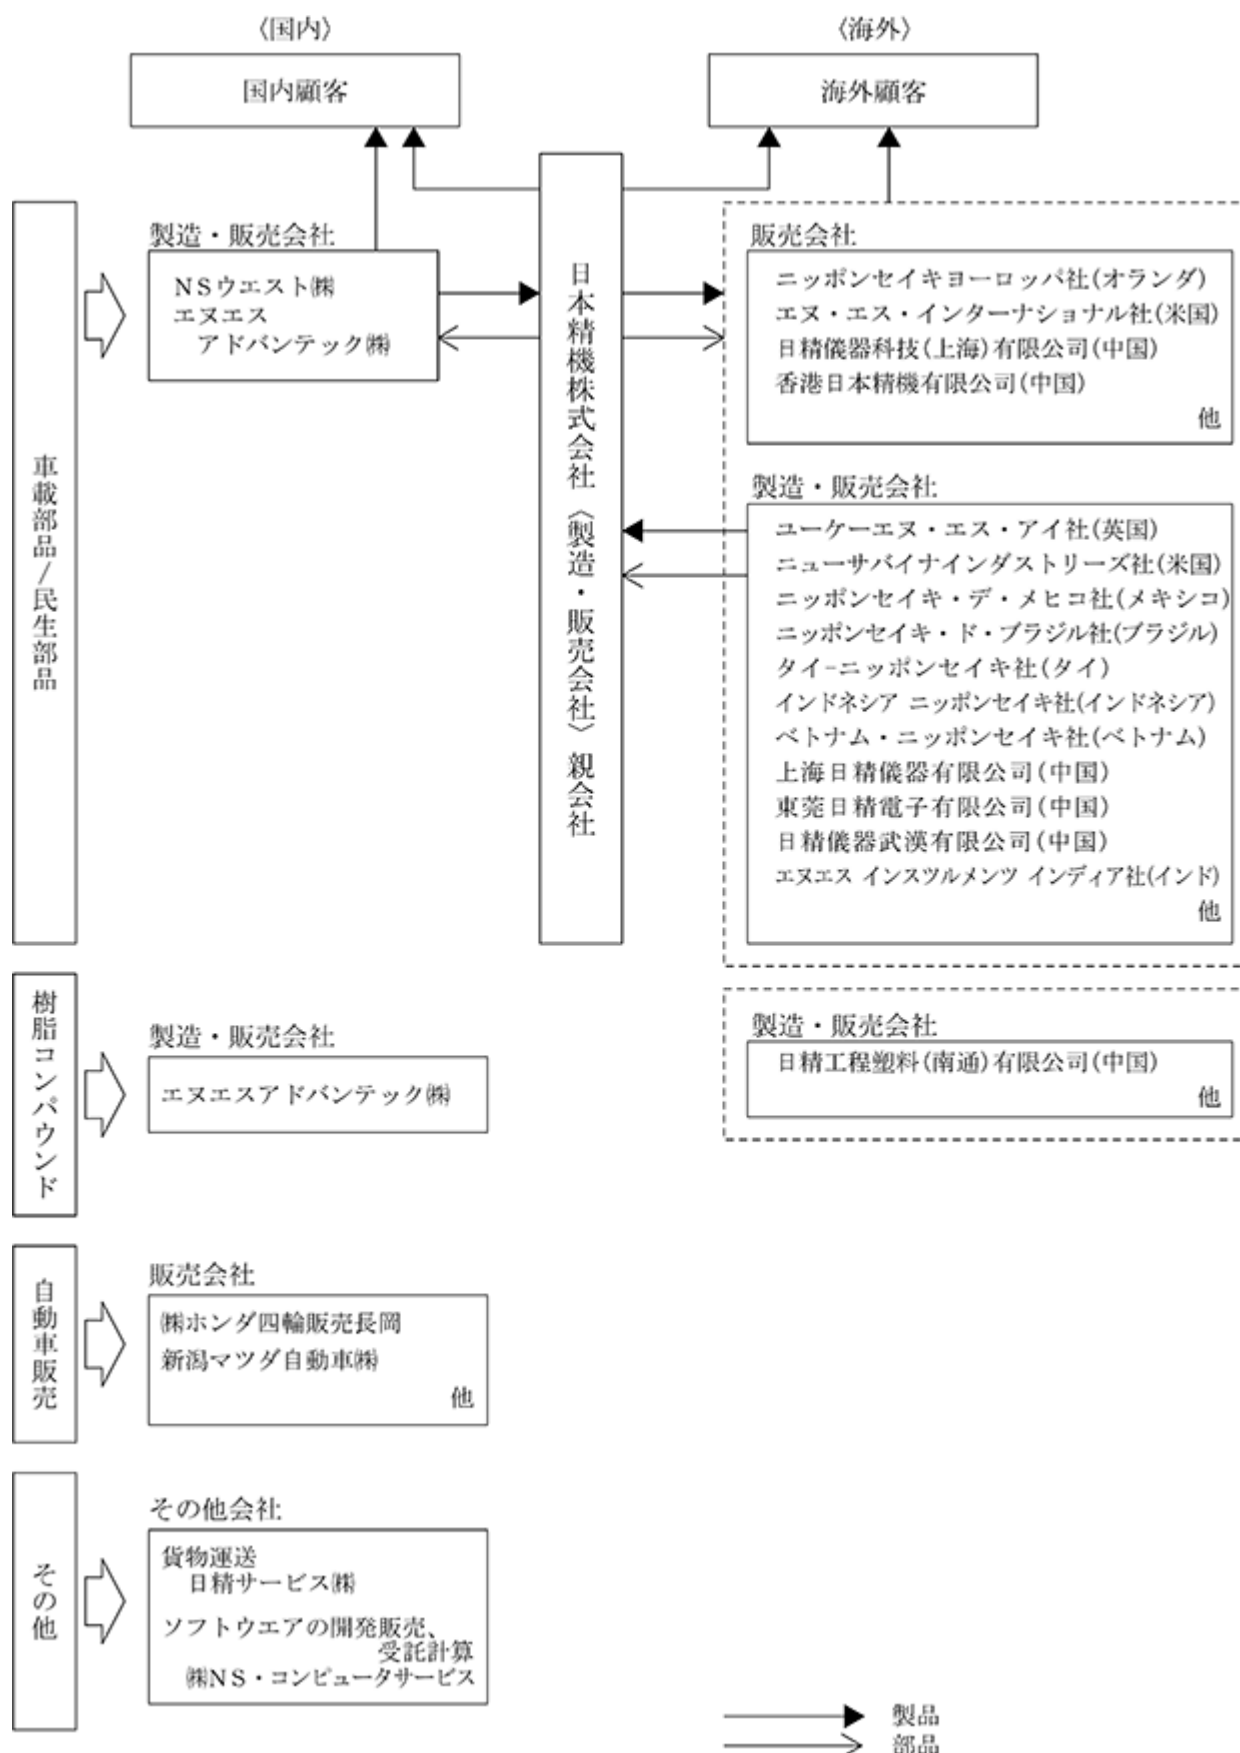 〈国内〉
〈海外〉
国内顧客
海外顧客
車載部品/民生部品
製造・販売会社
NSウエスト㈱
エヌエス
アドバンテック㈱
日本精機株式会社〈製造・販売会社〉親会社
販売会社
ニッポンセイキヨーロッパ社(オランダ)
エヌ・エス・インターナショナル社(米国)
日精儀器科技(上海)有限公司(中国)
香港日本精機有限公司(中国)
他
製造・販売会社
ユーケーエヌ・エス・アイ社(英国)
ニューサバイナインダストリーズ社(米国)
ニッポンセイキ・デ・メヒコ社(メキシコ)
ニッポンセイキ・ド・ブラジル社(ブラジル)
タイ-ニッポンセイキ社(タイ)
インドネシア ニッポンセイキ社(インドネシア)
ベトナム・ニッポンセイキ社(ベトナム)
上海日精儀器有限公司(中国)
東莞日精電子有限公司(中国)
日精儀器武漢有限公司(中国)
エヌエス インスツルメンツ インディア社(インド)
他
樹脂コンパウンド
製造・販売会社
エヌエスアドバンテック㈱
製造・販売会社
日精工程塑料(南通)有限公司(中国)
他
自動車販売
販売会社
㈱ホンダ四輪販売長岡
新潟マツダ自動車㈱
他
その他
その他会社
貨物運送
日精サービス㈱
ソフトウエアの開発販売、
受託計算
㈱NS・コンピュータサービス
製品
部品